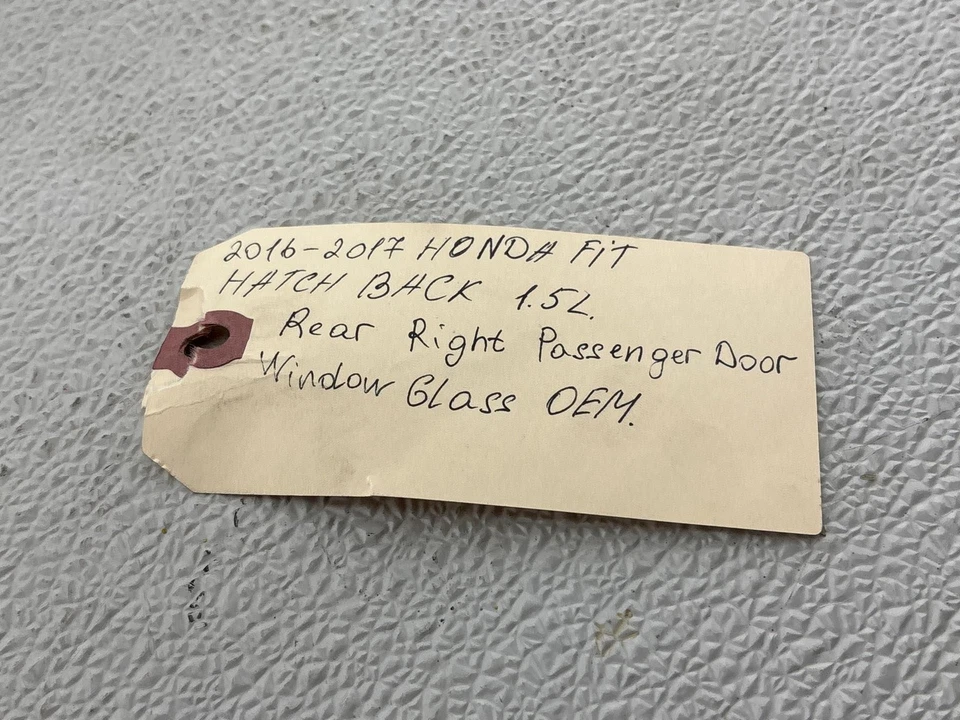 2016-2017 HONDA FiT
HATCH BACK 1.5L.
Rear Right Passenger Door
Window Glass OEM.